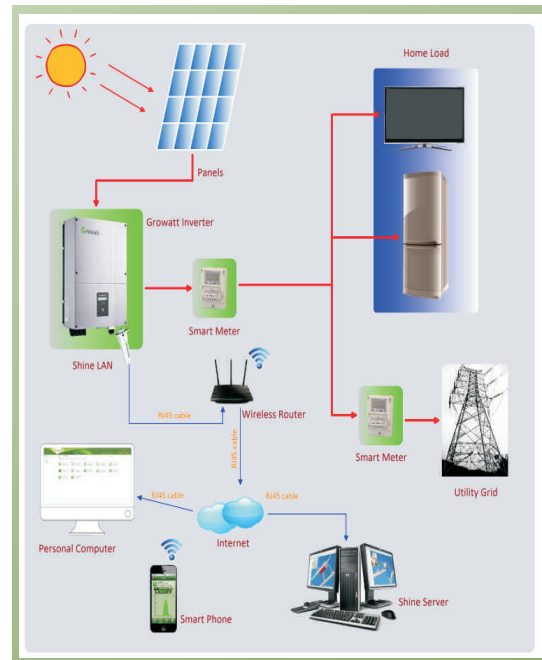 Home Load
Panels
Growatt Inverter
GROWATT
Smart Meter
Shine LAN
RJ45 cable
Wireless Router
RJ45 cable
Smart Meter
Utility Grid
RJ45 cable
RJ45 cable
Internet
Personal Computer
Smart Phone
Shine Server